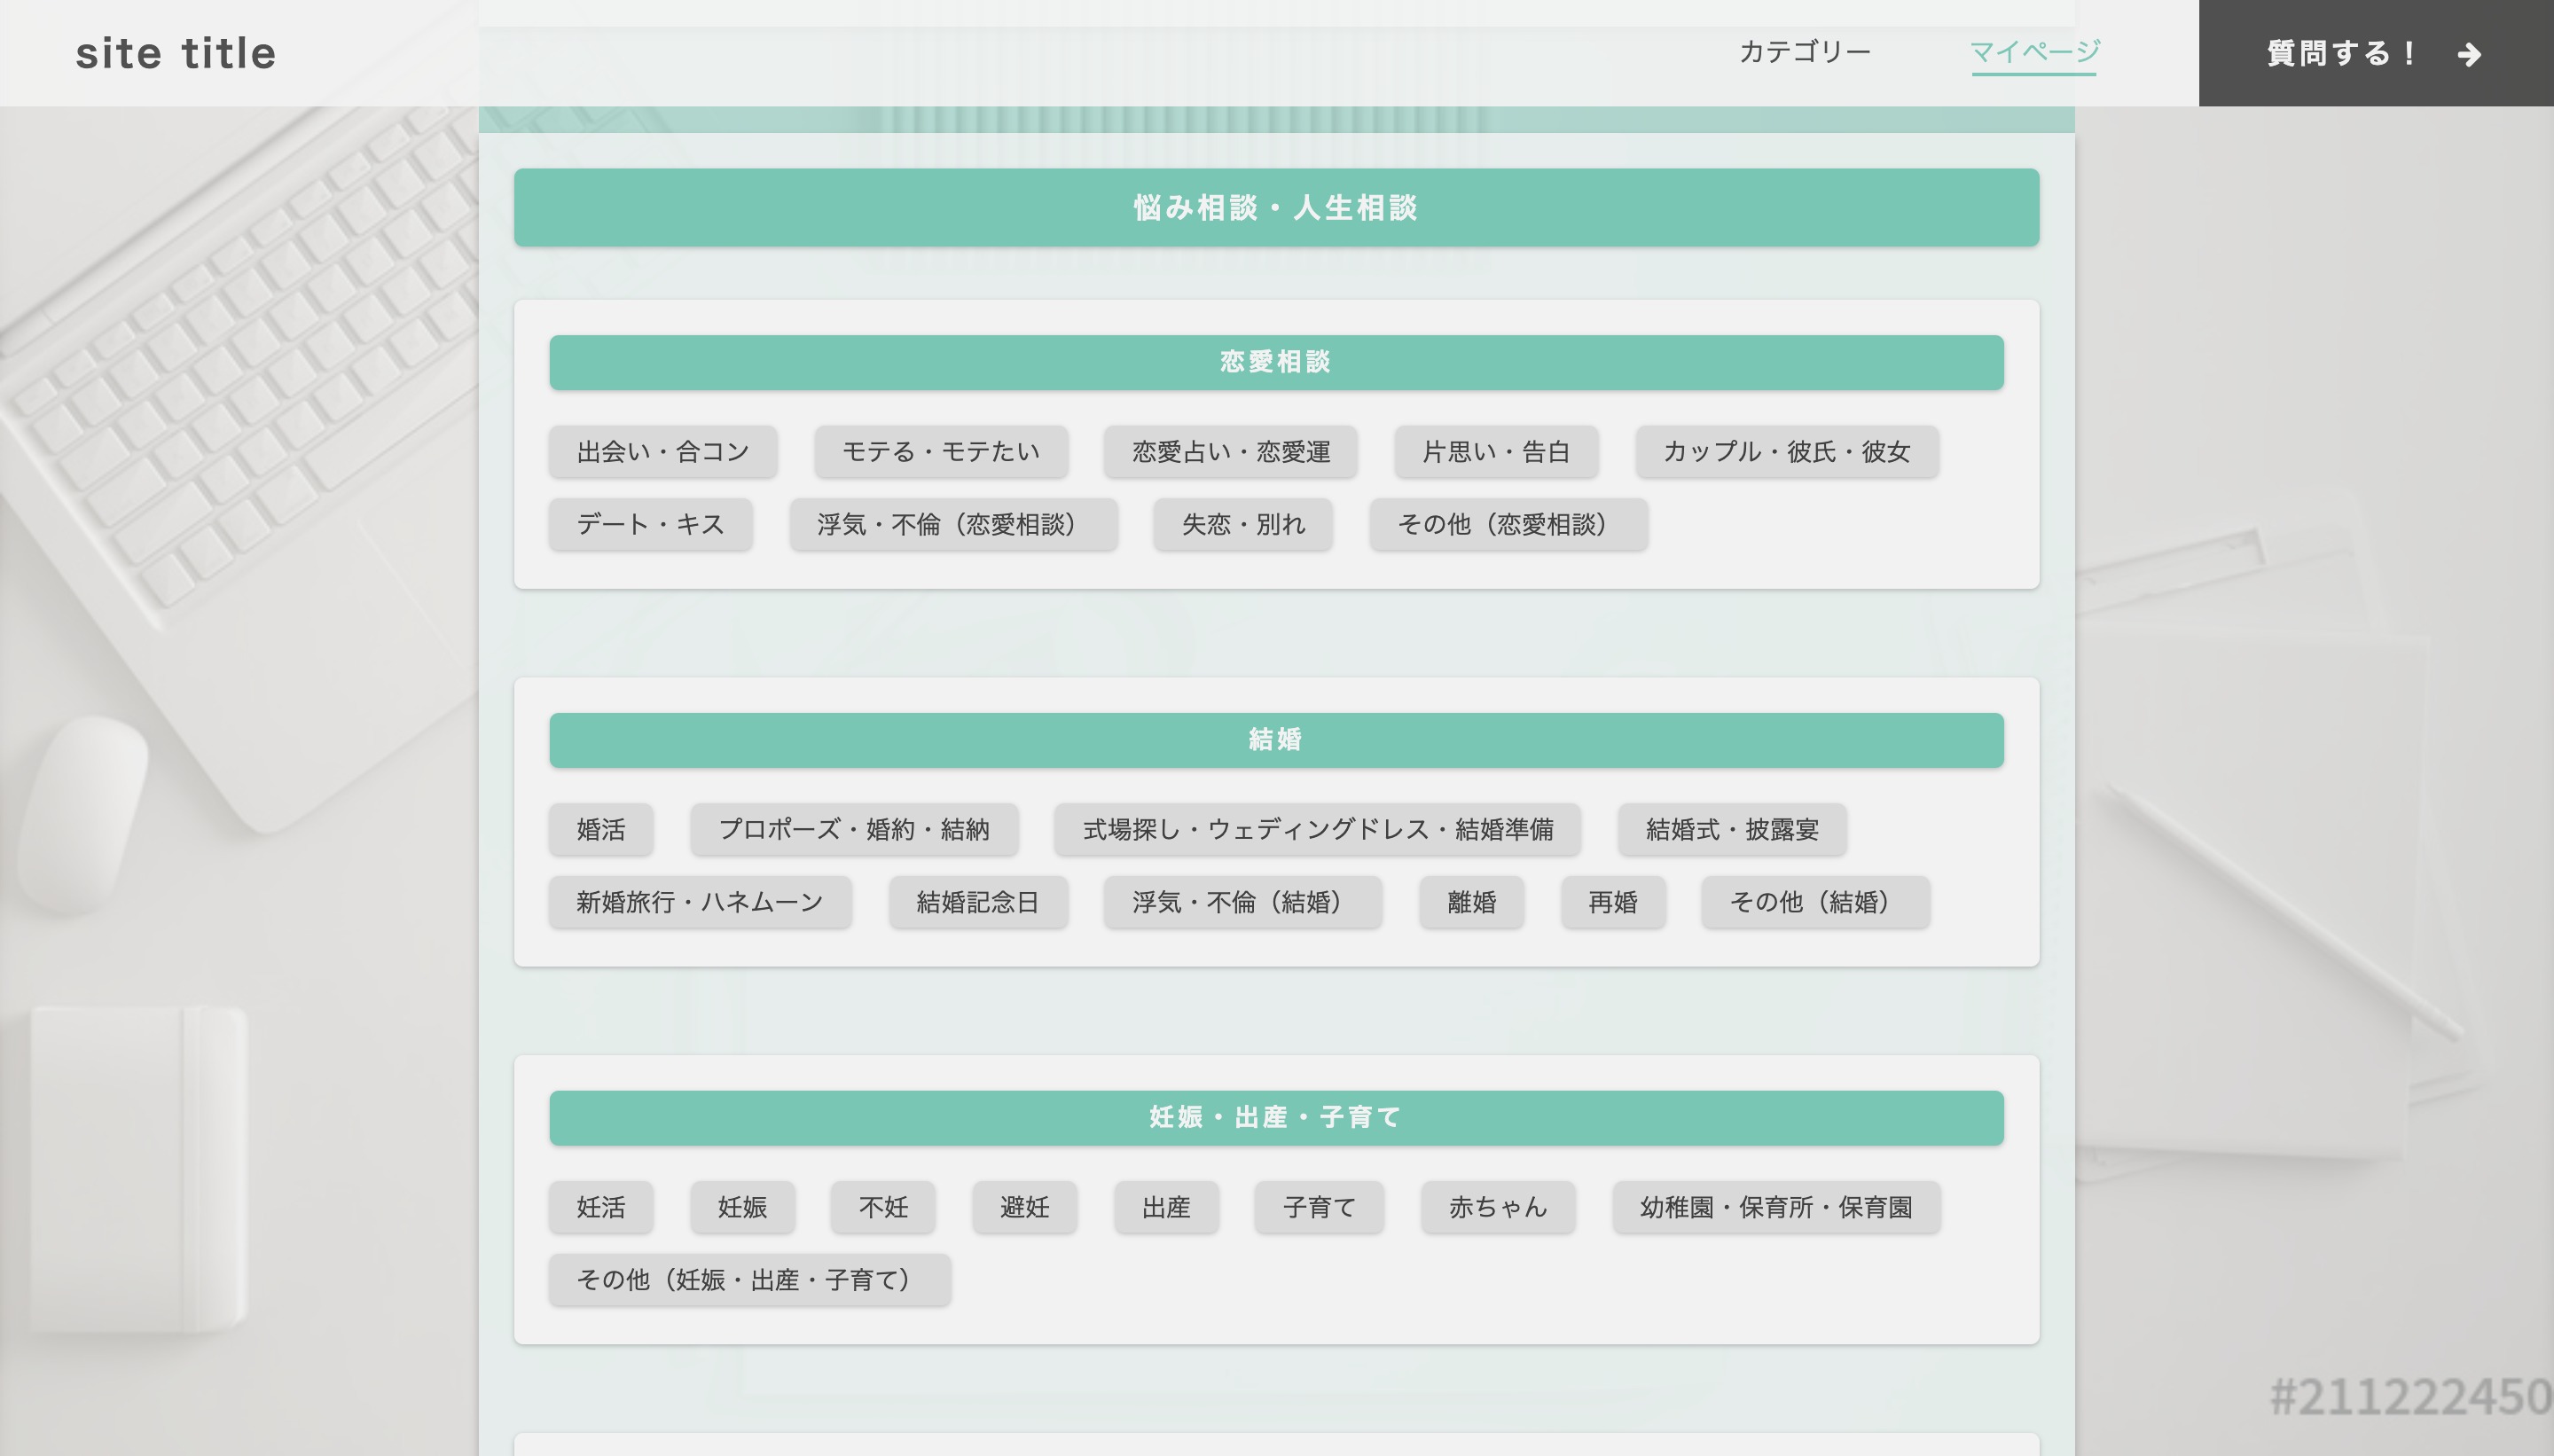 site title
カテゴリー
マイページ
質問する！
悩み相談・人生相談
恋愛相談
出会い・合コン モテる・モテたい 恋愛占い・恋愛運 片思い・告白 カップル・彼氏・彼女
デート・キス 浮気・不倫（恋愛相談） 失恋・別れ その他（恋愛相談）
結婚
婚活 プロポーズ・婚約・結納 式場探し・ウェディングドレス・結婚準備 結婚式・披露宴
新婚旅行・ハネムーン 結婚記念日 浮気・不倫（結婚） 離婚 再婚 その他（結婚）
妊娠・出産・子育て
妊活 妊娠 不妊 避妊 出産 子育て 赤ちゃん 幼稚園・保育所・保育園
その他（妊娠・出産・子育て）
#211222450